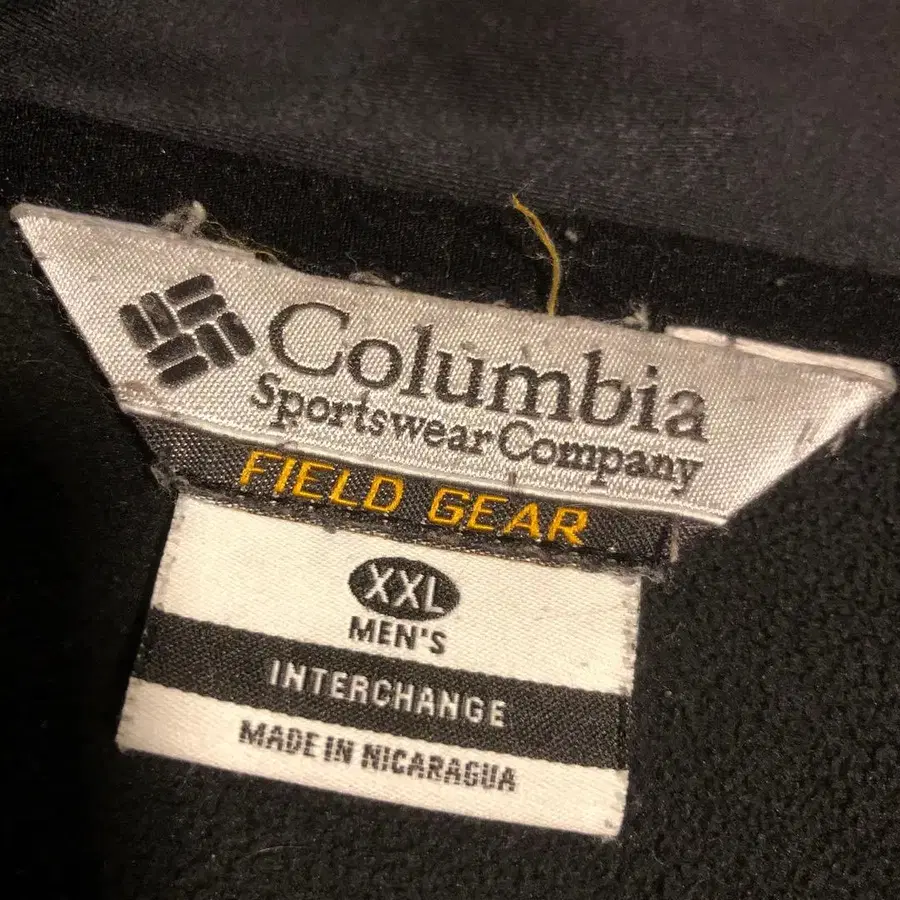 Columbia
Sportswear Company
FIELD GEAR
XXL
MEN'S
INTERCHANGE
MADE IN NICARAGUA